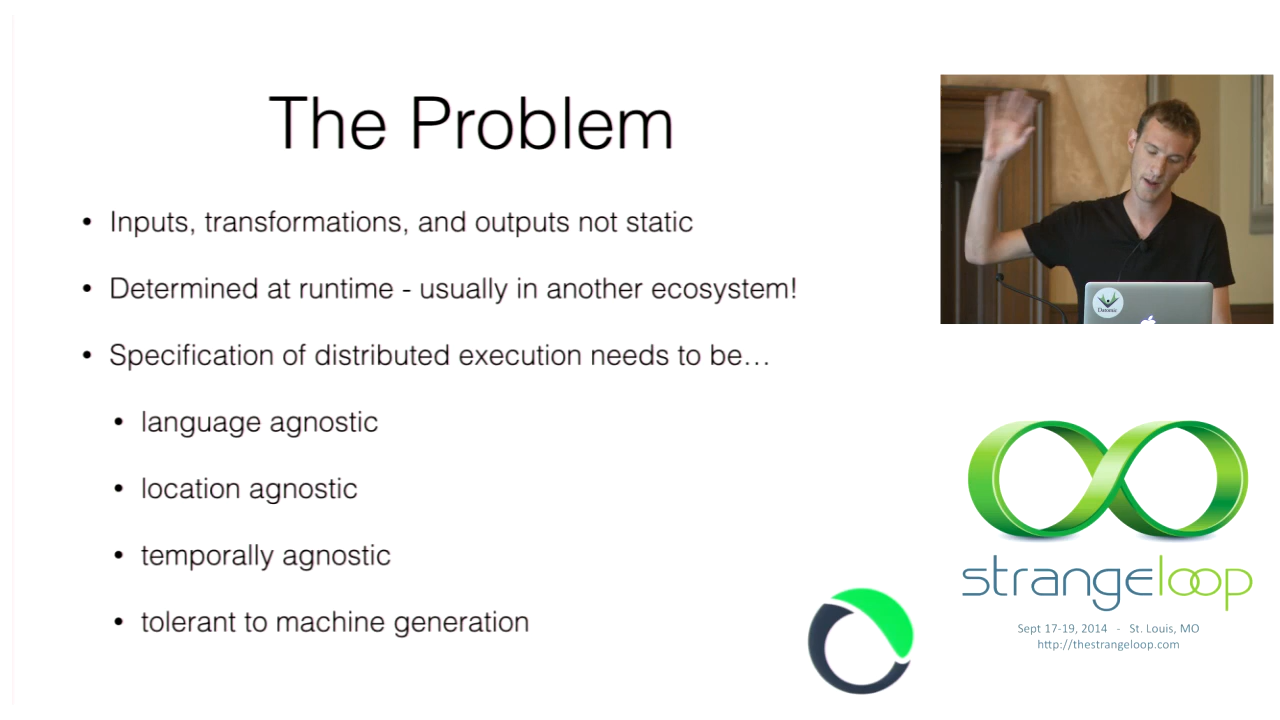 The Problem
• Inputs, transformations, and outputs not static
• Determined at runtime - usually in another ecosystem!
• Specification of distributed execution needs to be…
• language agnostic
• location agnostic
• temporally agnostic
• tolerant to machine generation
Datomic
strangeloop
Sept 17-19, 2014 - St. Louis, MO
http://thestrangeloop.com